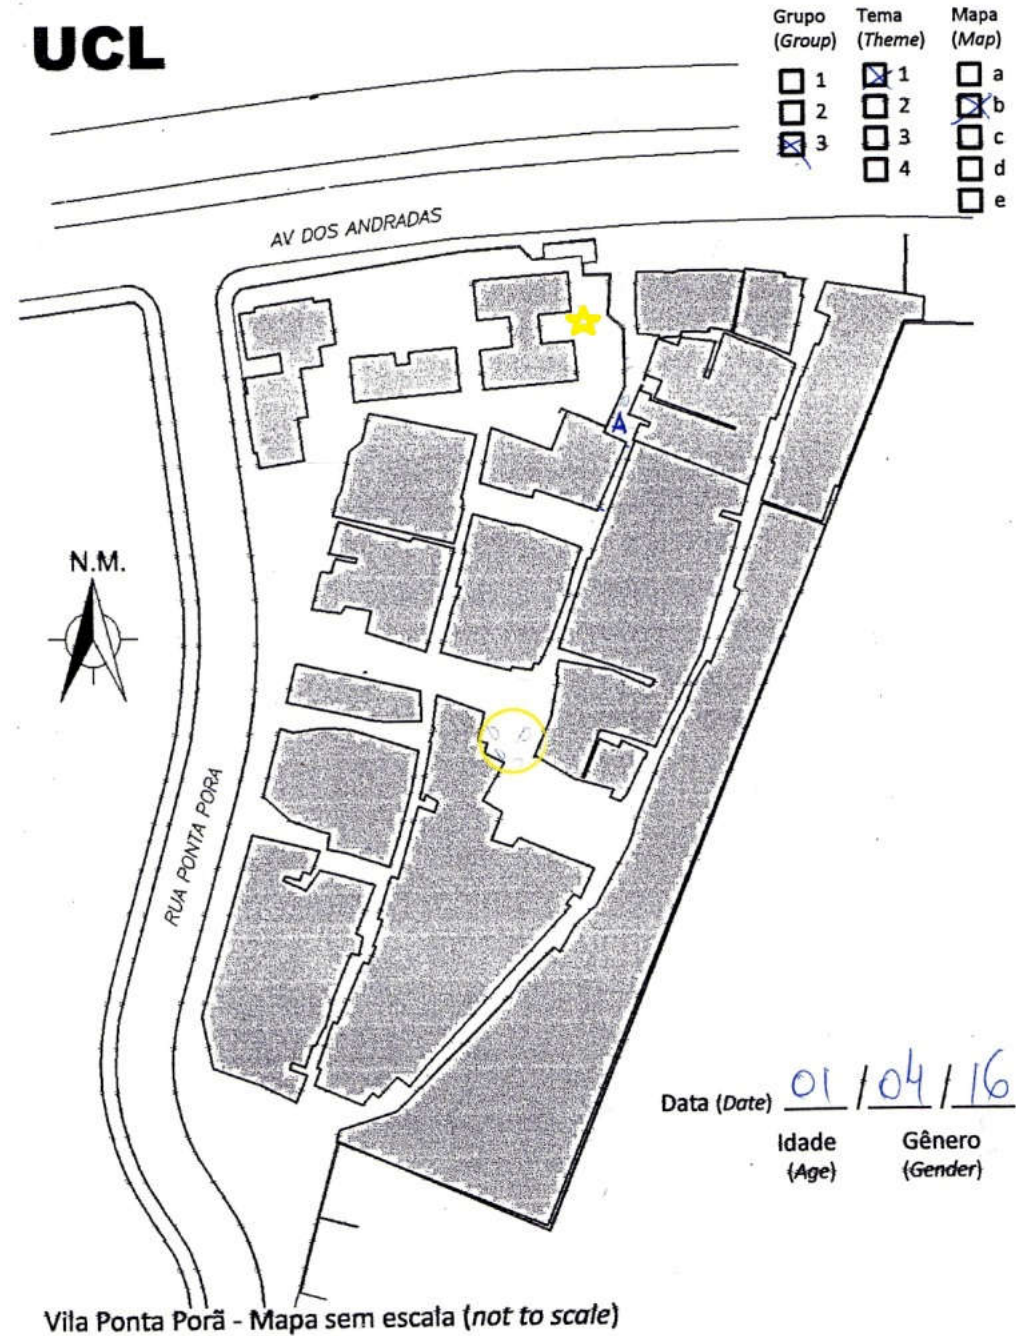 UCL
Grupo Tema Mapa
(Group) (Theme) (Map)
1 1 a
2 2 b
3 3 c
4 d
e
AV DOS ANDRADAS
A
N.M.
RUA PONTA PORA
Data (Date) 01 / 04 / 16
Idade Gênero
(Age) (Gender)
Vila Ponta Porã - Mapa sem escala (not to scale)